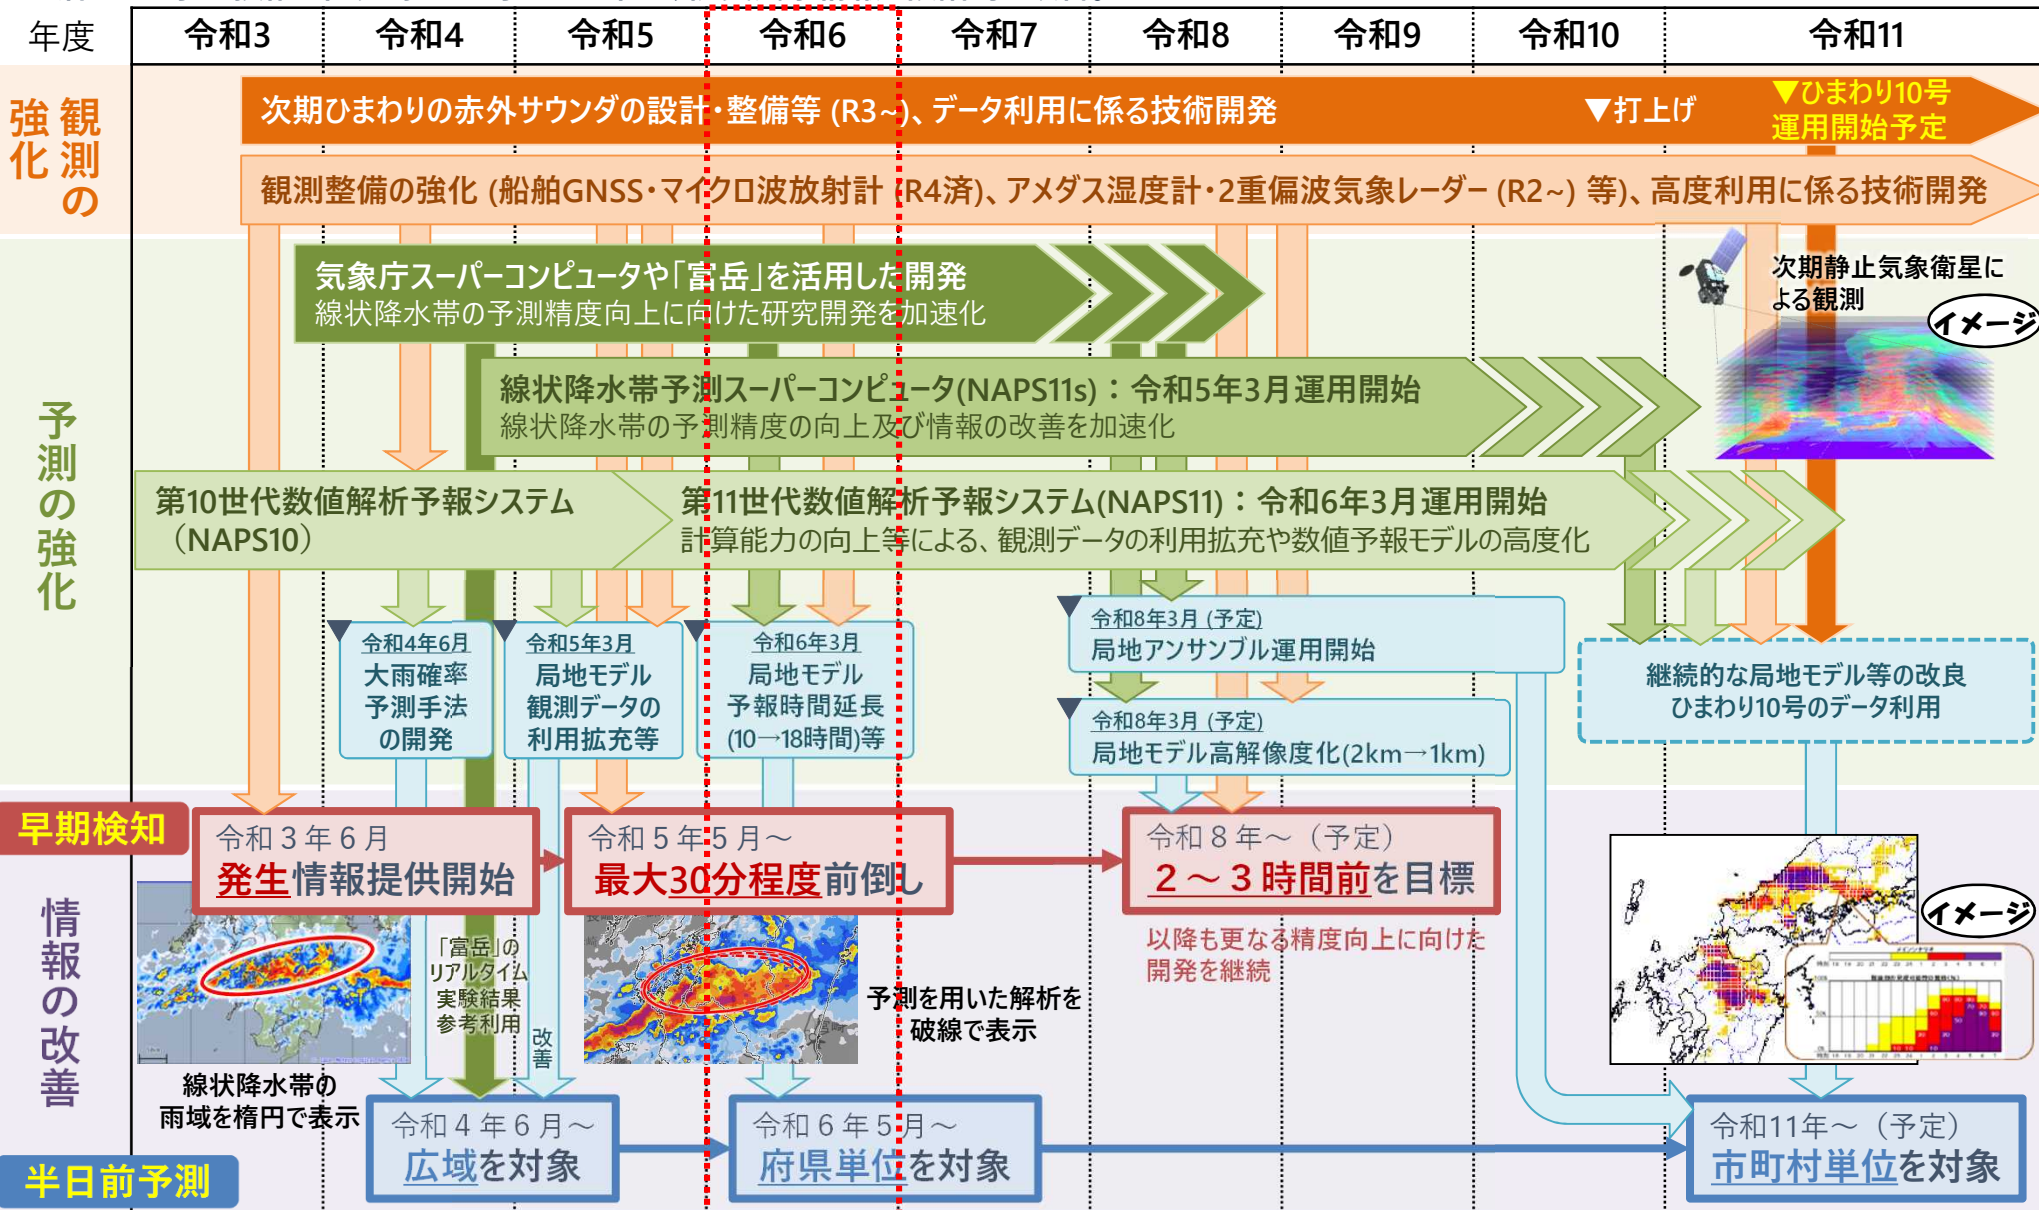 年度
令和3
令和4
令和5
令和6
令和7
令和8
令和9
令和10
令和11
観測の
強化
次期ひまわりの赤外サウンダの設計・整備等 (R3~)、データ利用に係る技術開発
▼打上げ
▼ひまわり10号
運用開始予定
観測整備の強化 (船舶GNSS・マイクロ波放射計 (R4済)、アメダス湿度計・2重偏波気象レーダー (R2~) 等)、高度利用に係る技術開発
予測の強化
気象庁スーパーコンピュータや「富岳」を活用した開発
線状降水帯の予測精度向上に向けた研究開発を加速化
次期静止気象衛星に
よる観測
イメージ
線状降水帯予測スーパーコンピュータ(NAPS11s)：令和5年3月運用開始
線状降水帯の予測精度の向上及び情報の改善を加速化
第10世代数値解析予報システム
（NAPS10）
第11世代数値解析予報システム(NAPS11)：令和6年3月運用開始
計算能力の向上等による、観測データの利用拡充や数値予報モデルの高度化
令和4年6月
大雨確率
予測手法
の開発
令和5年3月
局地モデル
観測データの
利用拡充等
令和6年3月
局地モデル
予報時間延長
(10→18時間)等
令和8年3月 (予定)
局地アンサンブル運用開始
令和8年3月 (予定)
局地モデル高解像度化(2km→1km)
継続的な局地モデル等の改良
ひまわり10号のデータ利用
情報の改善
早期検知
令和３年６月
発生情報提供開始
令和５年５月～
最大30分程度前倒し
令和８年～（予定）
２～３時間前を目標
以降も更なる精度向上に向けた
開発を継続
イメージ
「富岳」の
リアルタイム
実験結果
参考利用
改善
予測を用いた解析を
破線で表示
線状降水帯の
雨域を楕円で表示
半日前予測
令和４年６月～
広域を対象
令和６年５月～
府県単位を対象
令和11年～（予定）
市町村単位を対象